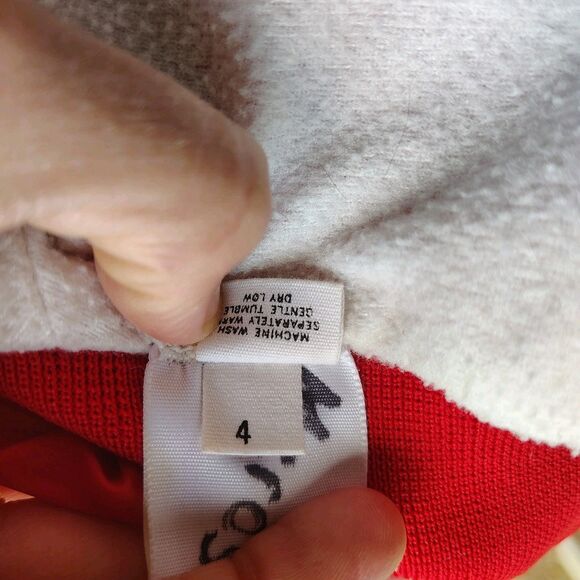 MACHINE WASH
SEPARATELY WARM
GENTLE TUMBLE
DRY LOW
4